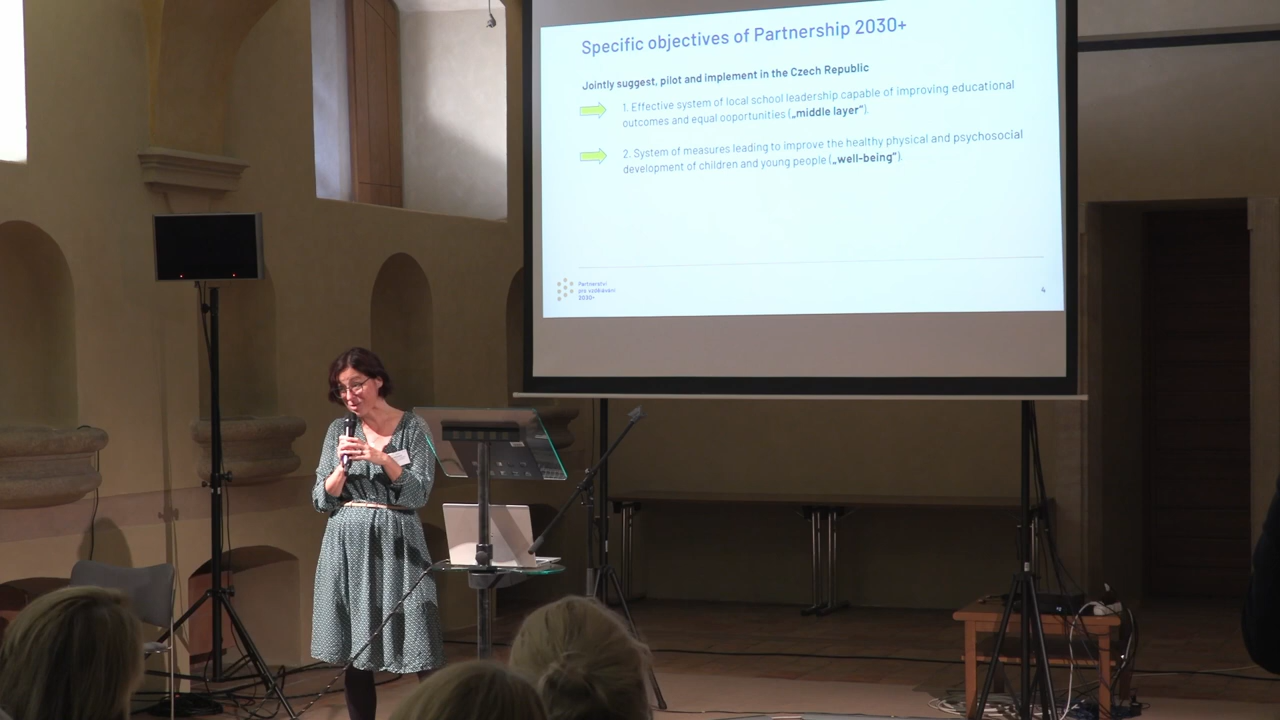 Specific objectives of Partnership 2030+
Jointly suggest, pilot and implement in the Czech Republic
1. Effective system of local school leadership capable of improving educational
outcomes and equal oportunities („middle layer“).
2. System of measures leading to improve the healthy physical and psychosocial
development of children and young people („well-being“).
Partnerství
pro vzdělávání
2030+
4